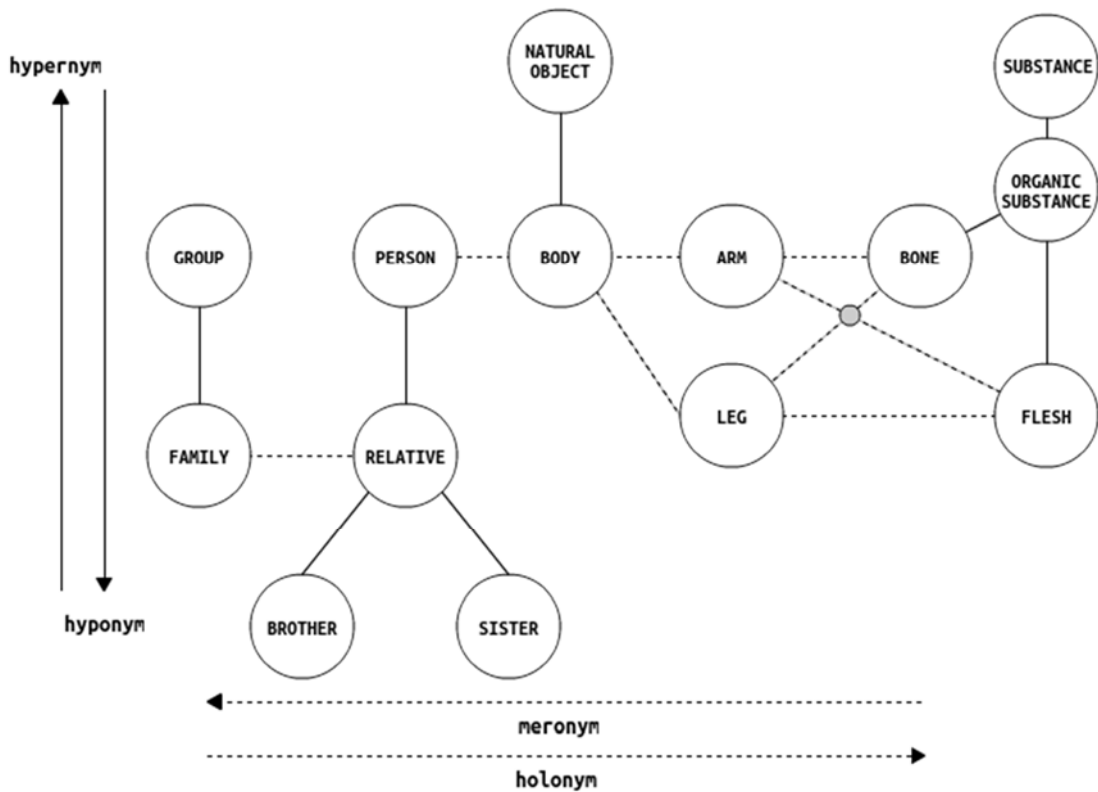 hypernym
NATURAL
OBJECT
SUBSTANCE
ORGANIC
SUBSTANCE
GROUP
PERSON
BODY
ARM
BONE
LEG
FLESH
FAMILY
RELATIVE
hyponym
BROTHER
SISTER
meronym
holonym